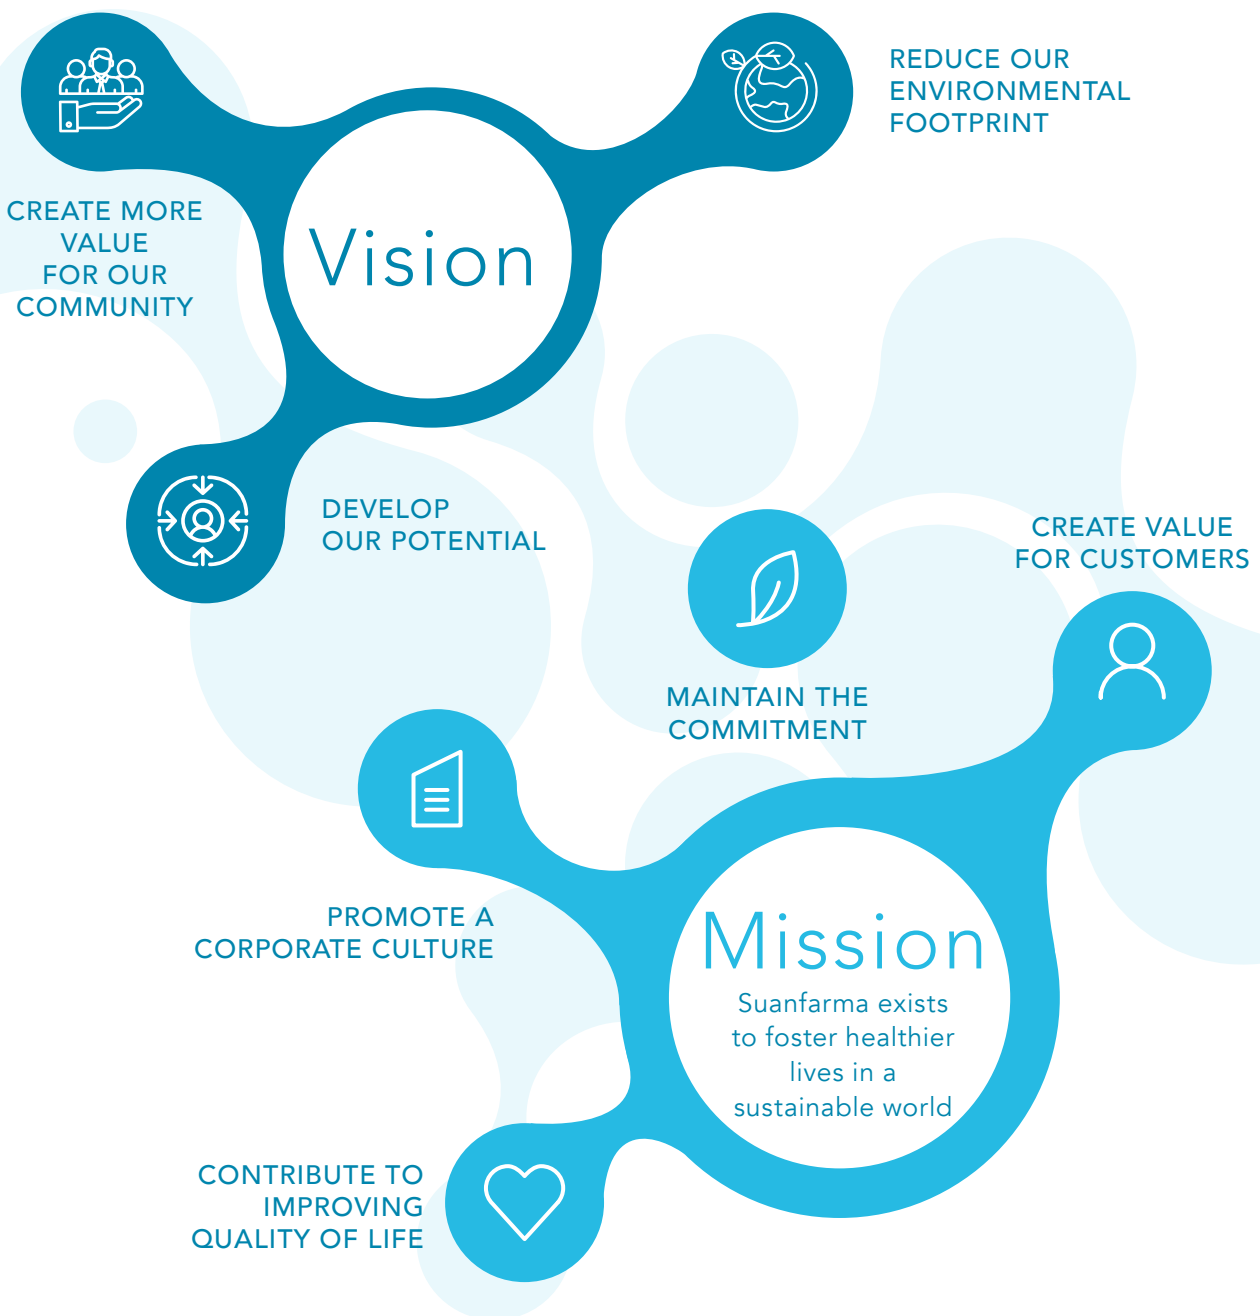 REDUCE OUR
ENVIRONMENTAL
FOOTPRINT
CREATE MORE
VALUE
FOR OUR
COMMUNITY
Vision
DEVELOP
OUR POTENTIAL
CREATE VALUE
FOR CUSTOMERS
MAINTAIN THE
COMMITMENT
PROMOTE A
CORPORATE CULTURE
Mission
Suanfarma exists
to foster healthier
lives in a
sustainable world
CONTRIBUTE TO
IMPROVING
QUALITY OF LIFE